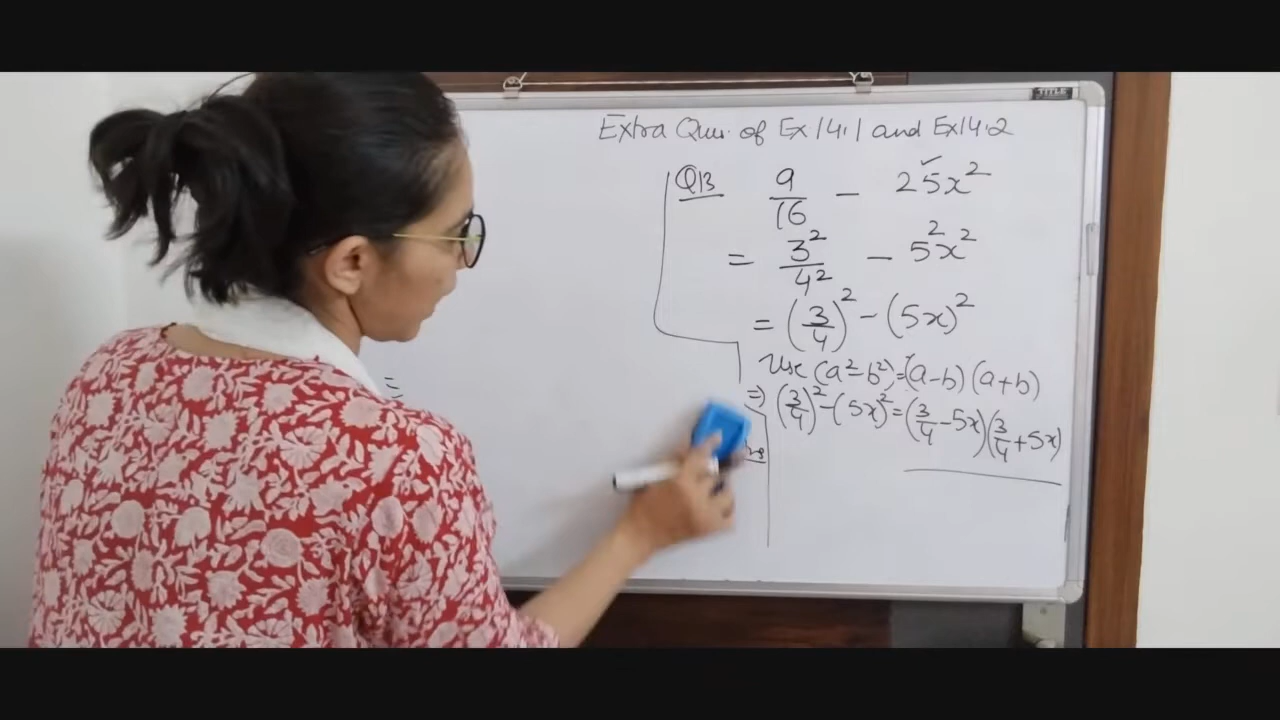 TITLE
Extra Ques. of Ex 14.1 and Ex 14.2
Q13 9/16 - 25x² ✓
= 3²/4² - 5²x²
= (3/4)² - (5x)²
Use (a²-b²) = (a-b) (a+b)
=> (3/4)² - (5x)² = (3/4 - 5x)(3/4 + 5x)
=